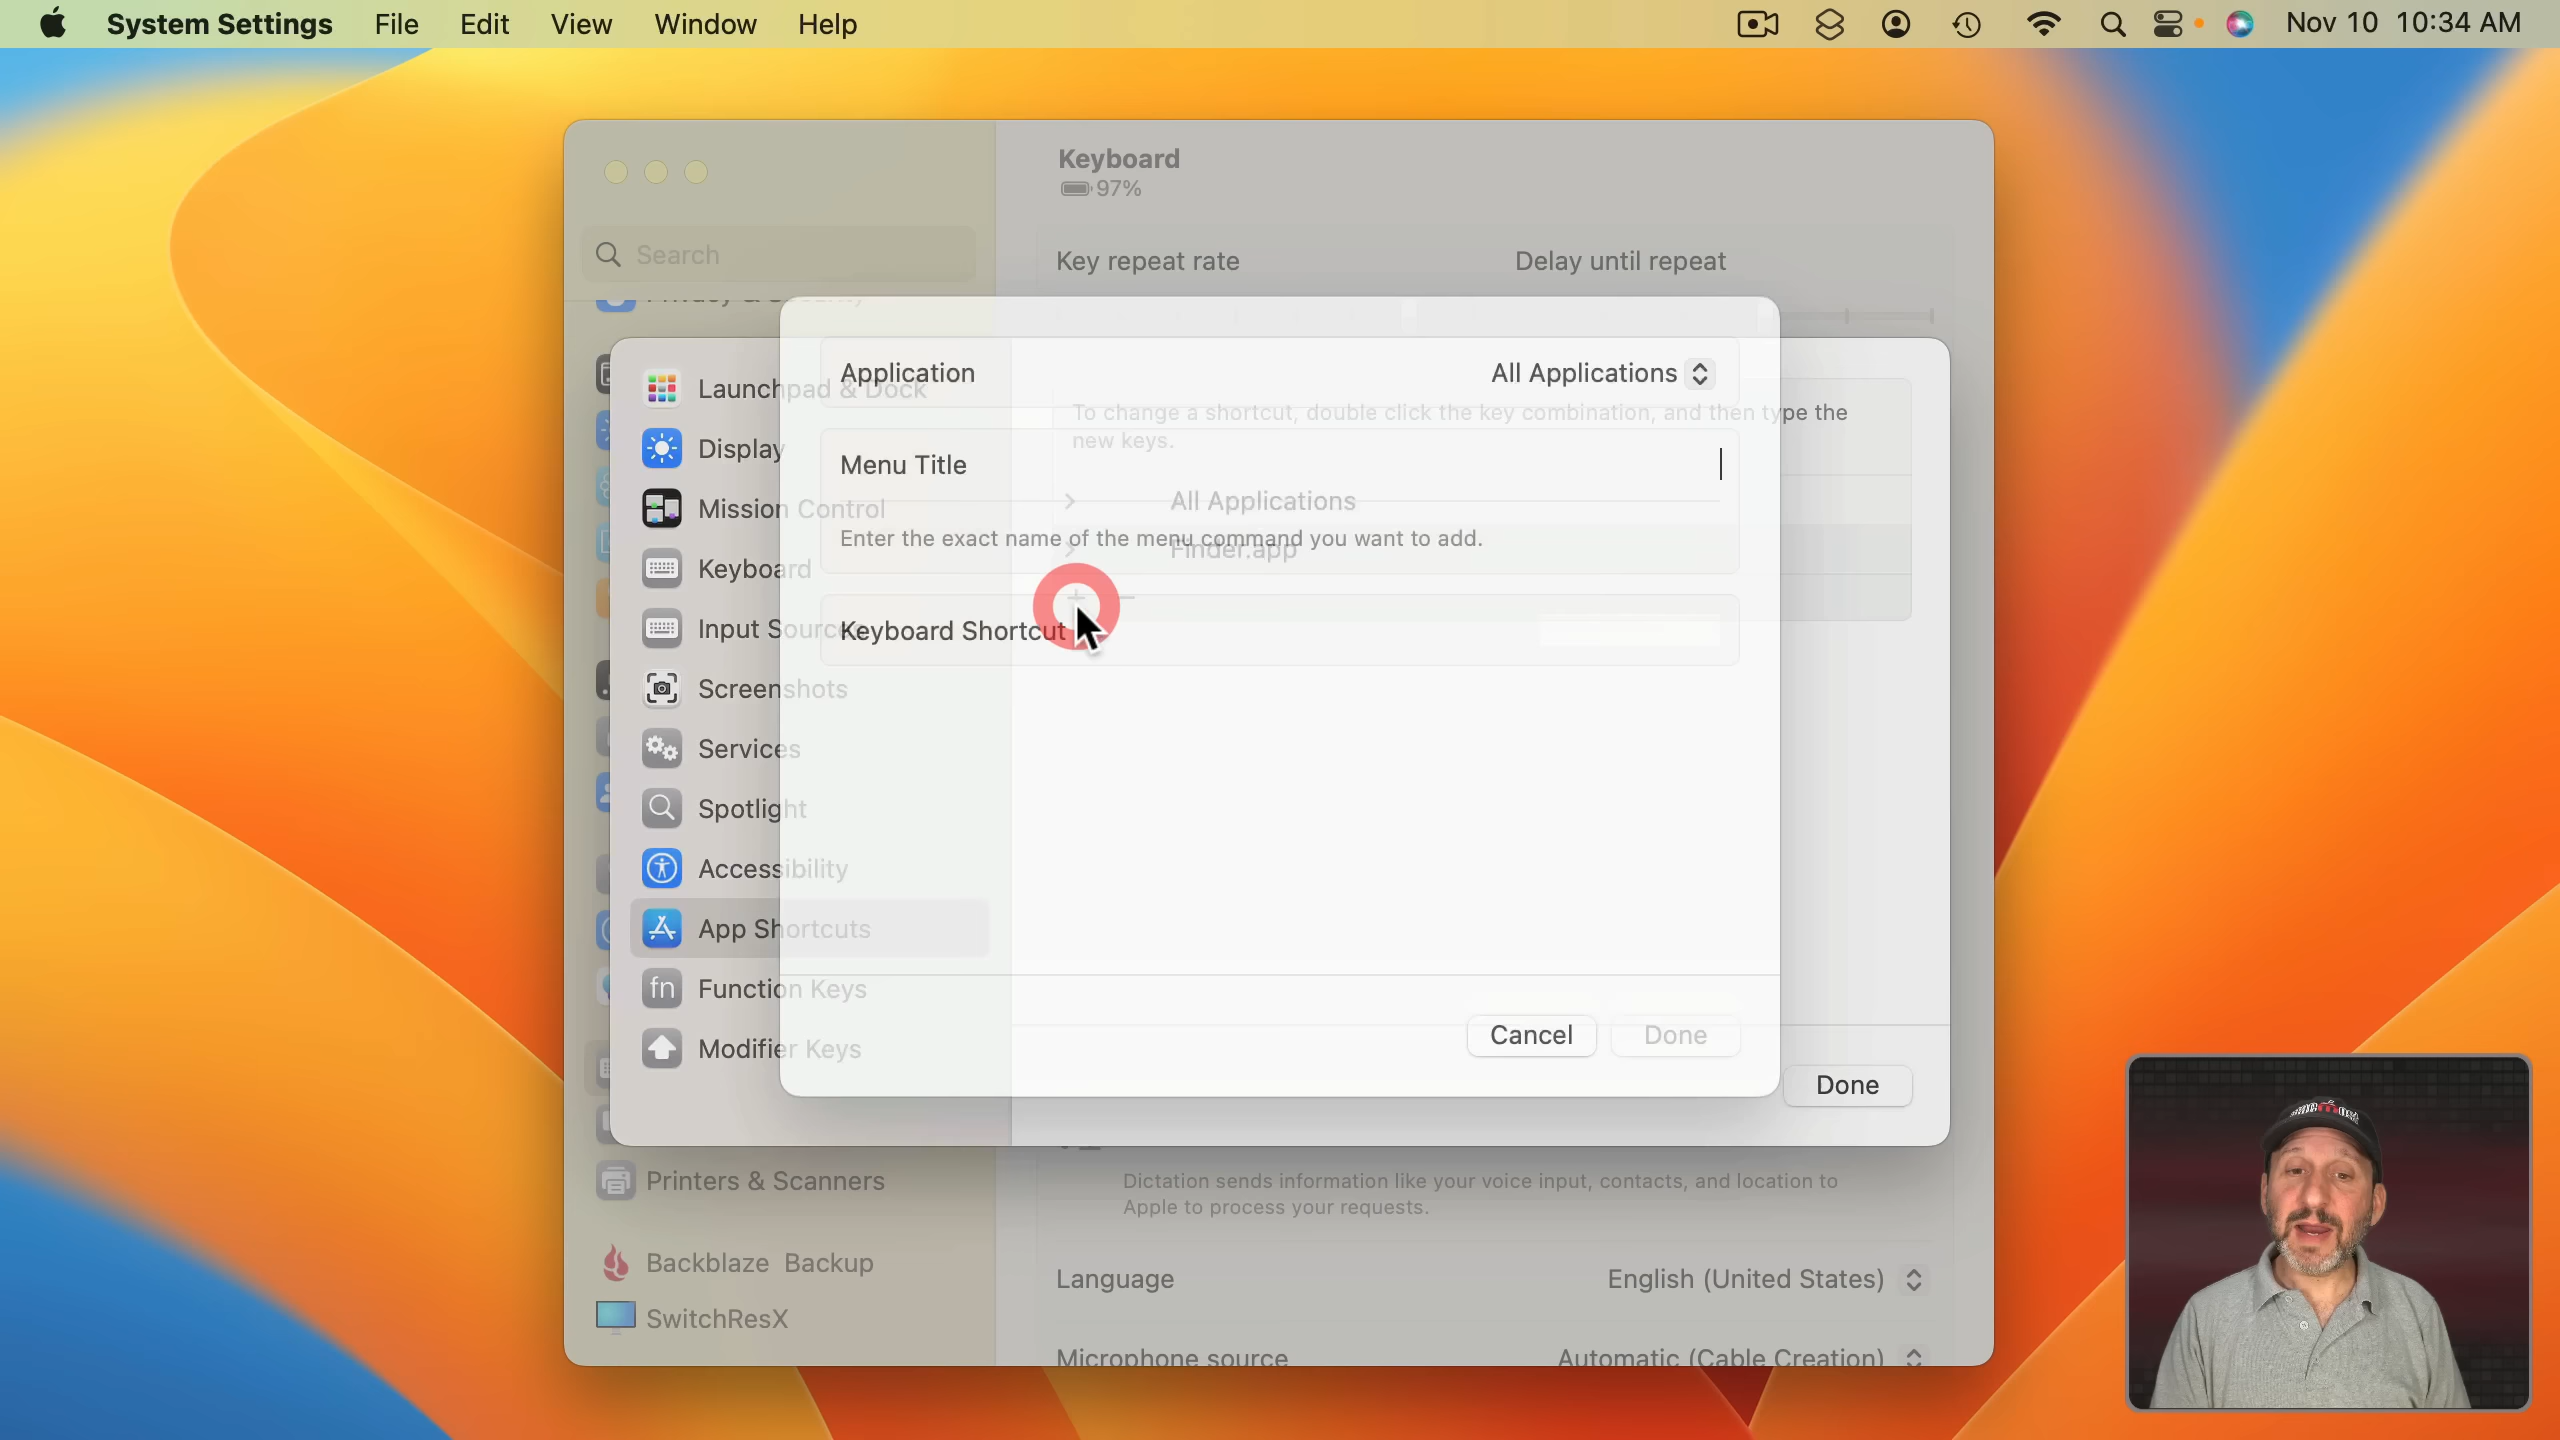 System Settings File Edit View Window Help
Nov 10 10:34 AM
Keyboard
97%
Search
Key repeat rate
Delay until repeat
Application
All Applications
Launchpad & Dock
To change a shortcut, double click the key combination, and then type the
new keys.
Display
Menu Title
All Applications
Mission Control
Enter the exact name of the menu command you want to add.
Finder.app
Keyboard
Input Sources
Keyboard Shortcut
Screenshots
Services
Spotlight
Accessibility
App Shortcuts
fn Function Keys
Modifier Keys
Cancel
Done
Done
Printers & Scanners
Dictation sends information like your voice input, contacts, and location to
Apple to process your requests.
Backblaze Backup
Language
English (United States)
SwitchResX
Microphone source
Automatic (Cable Creation)